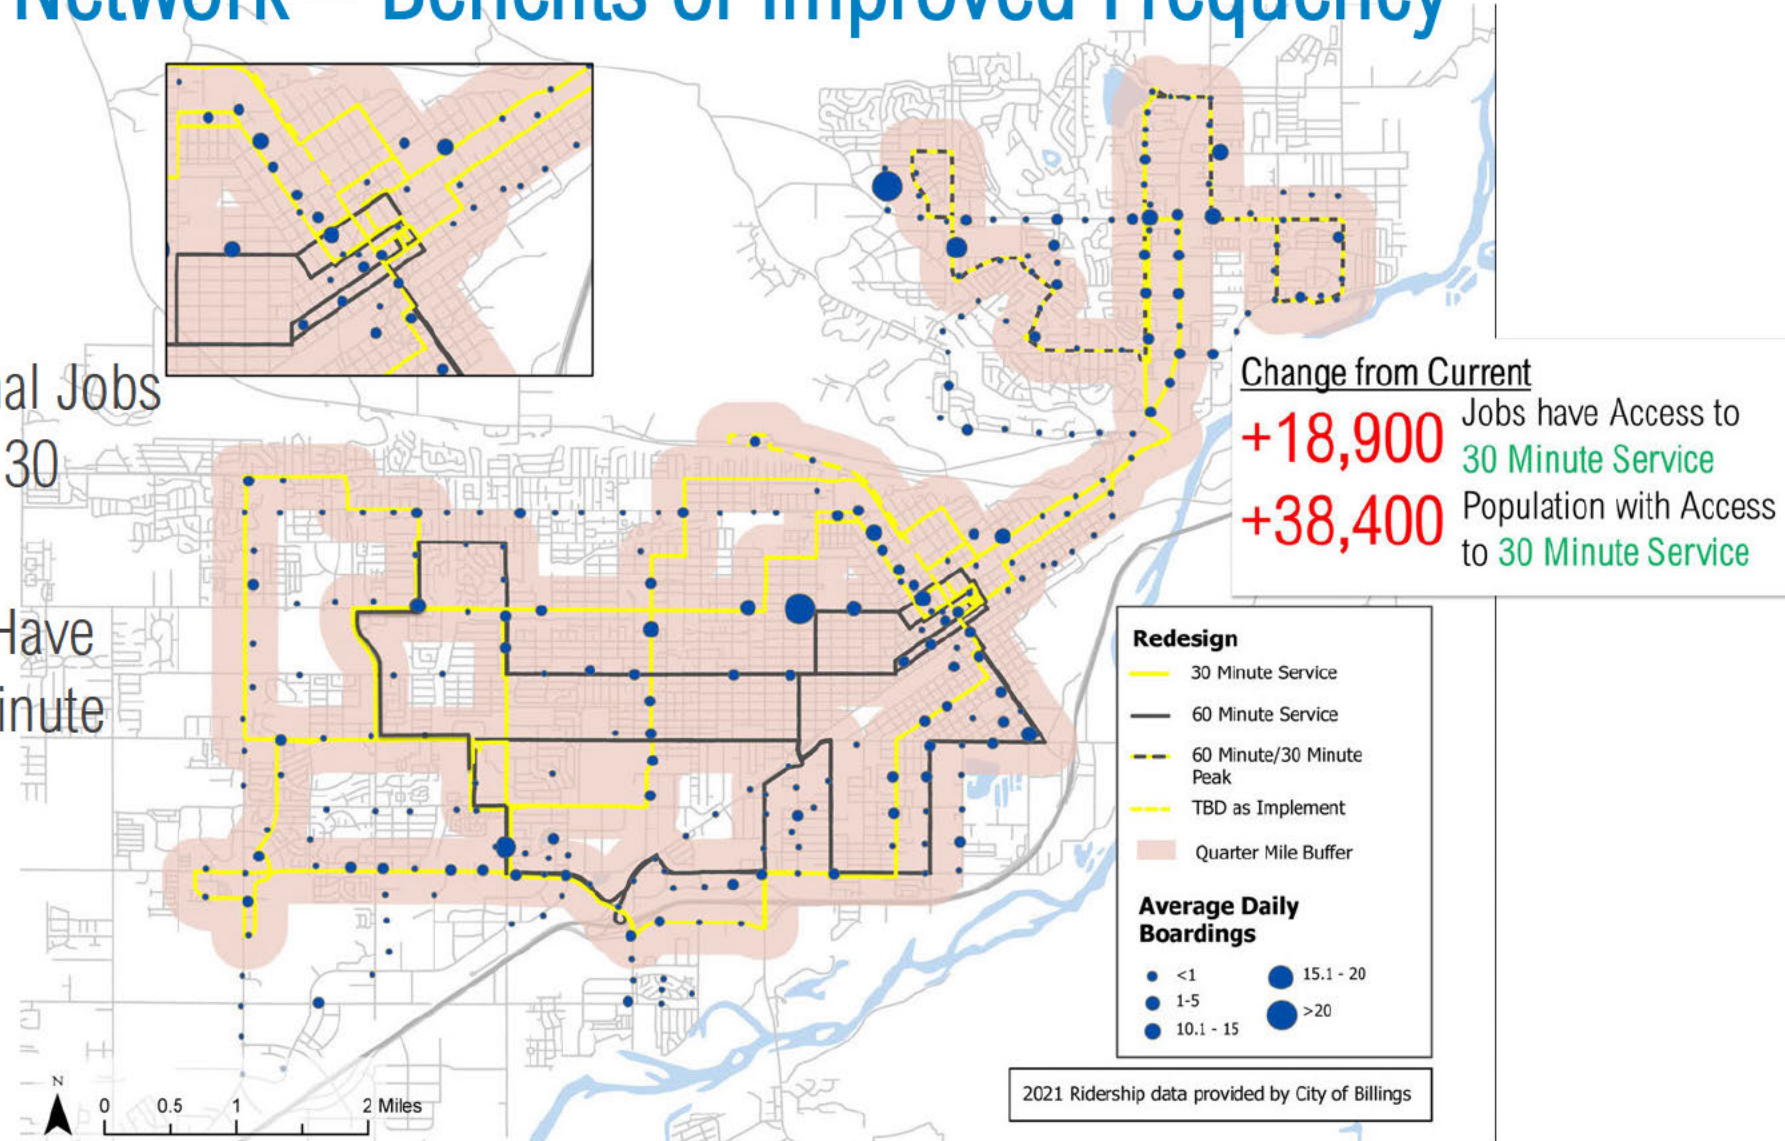 Network – Benefits of Improved Frequency
nal Jobs
30
Have
inute
Change from Current
+18,900 Jobs have Access to
30 Minute Service
+38,400 Population with Access
to 30 Minute Service
Redesign
30 Minute Service
60 Minute Service
60 Minute/30 Minute
Peak
TBD as Implement
Quarter Mile Buffer
Average Daily
Boardings
<1
15.1 - 20
1-5
>20
10.1 - 15
2021 Ridership data provided by City of Billings
N
0 0.5 1 2 Miles